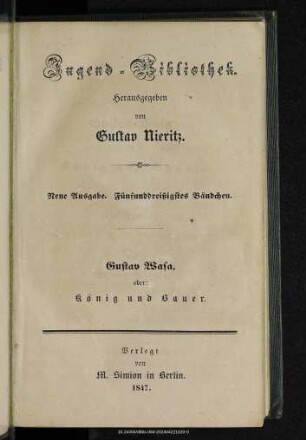 Jugend-Bibliothek.
Herausgegeben
von
Gustav Nieritz.
Neue Ausgabe. Fünfunddreißigstes Bändchen.
Gustav Wasa,
oder:
König und Bauer.
Verlegt
von
M. Simion in Berlin.
1847.